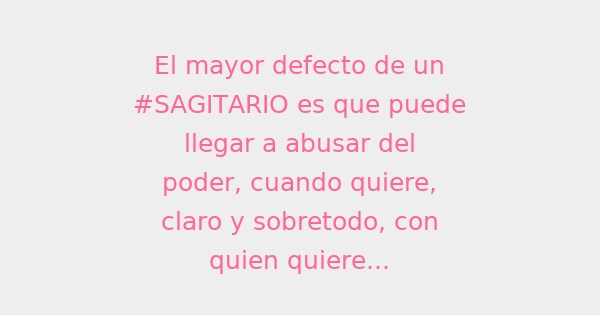 El mayor defecto de un
#SAGITARIO es que puede
llegar a abusar del
poder, cuando quiere,
claro y sobretodo, con
quien quiere...